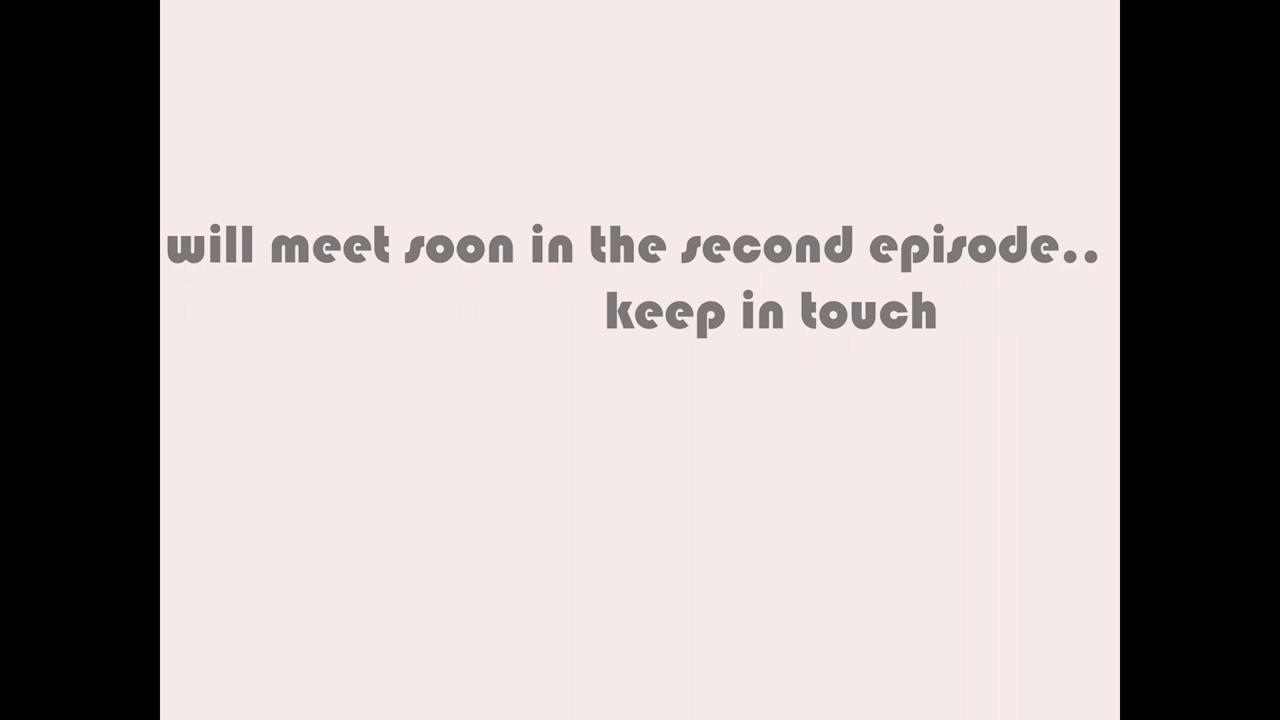 will meet soon in the second episode..
keep in touch